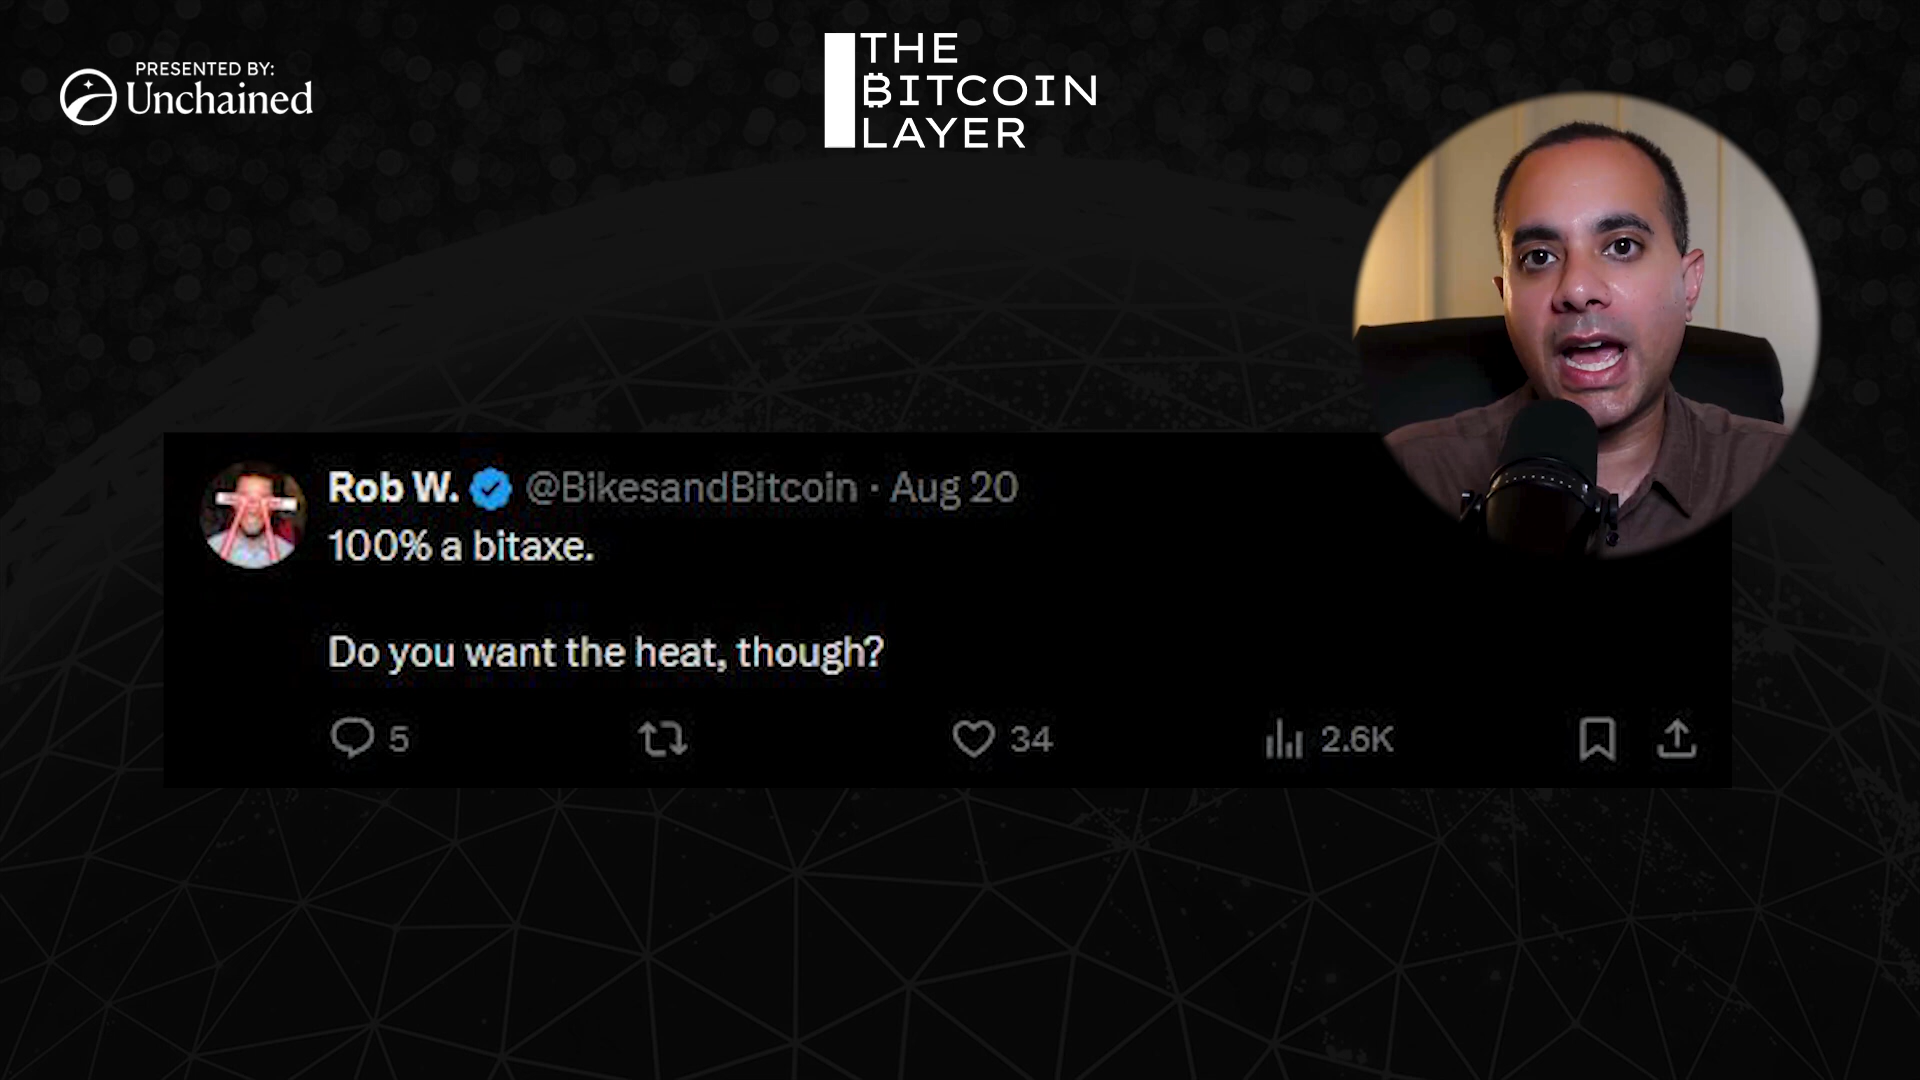 PRESENTED BY:
Unchained
THE
BITCOIN
LAYER
Rob W. @BikesandBitcoin · Aug 20
100% a bitaxe.
Do you want the heat, though?
5 34 2.6K